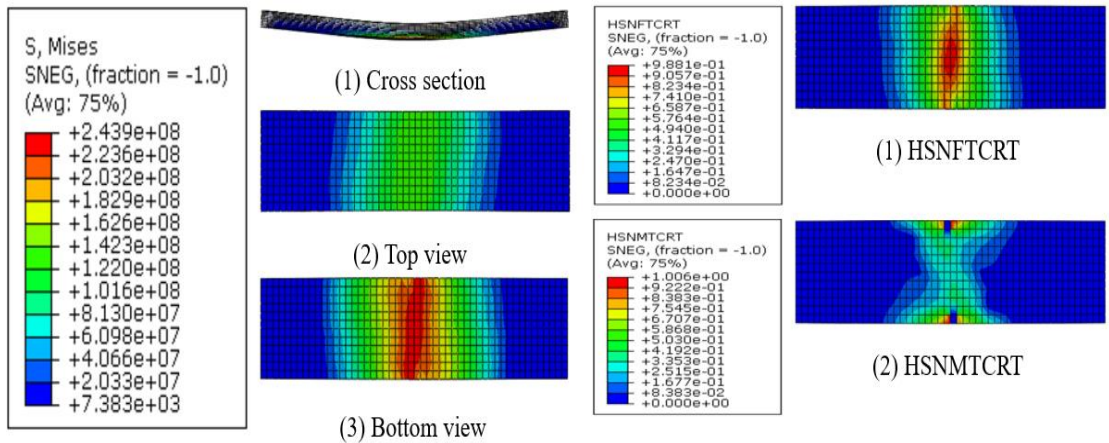 S, Mises
SNEG, (fraction = -1.0)
(Avg: 75%)
+2.439e+08
+2.236e+08
+2.032e+08
+1.829e+08
+1.626e+08
+1.423e+08
+1.220e+08
+1.016e+08
+8.130e+07
+6.098e+07
+4.066e+07
+2.033e+07
+7.383e+03
(1) Cross section
(2) Top view
(3) Bottom view
HSNFTCRT
SNEG, (fraction = -1.0)
(Avg: 75%)
+9.881e-01
+9.057e-01
+8.234e-01
+7.410e-01
+6.587e-01
+5.764e-01
+4.940e-01
+4.117e-01
+3.294e-01
+2.470e-01
+1.647e-01
+8.234e-02
+0.000e+00
(1) HSNFTCRT
HSNMTCRT
SNEG, (fraction = -1.0)
(Avg: 75%)
+1.006e+00
+9.222e-01
+8.383e-01
+7.545e-01
+6.707e-01
+5.868e-01
+5.030e-01
+4.192e-01
+3.353e-01
+2.515e-01
+1.677e-01
+8.383e-02
+0.000e+00
(2) HSNMTCRT